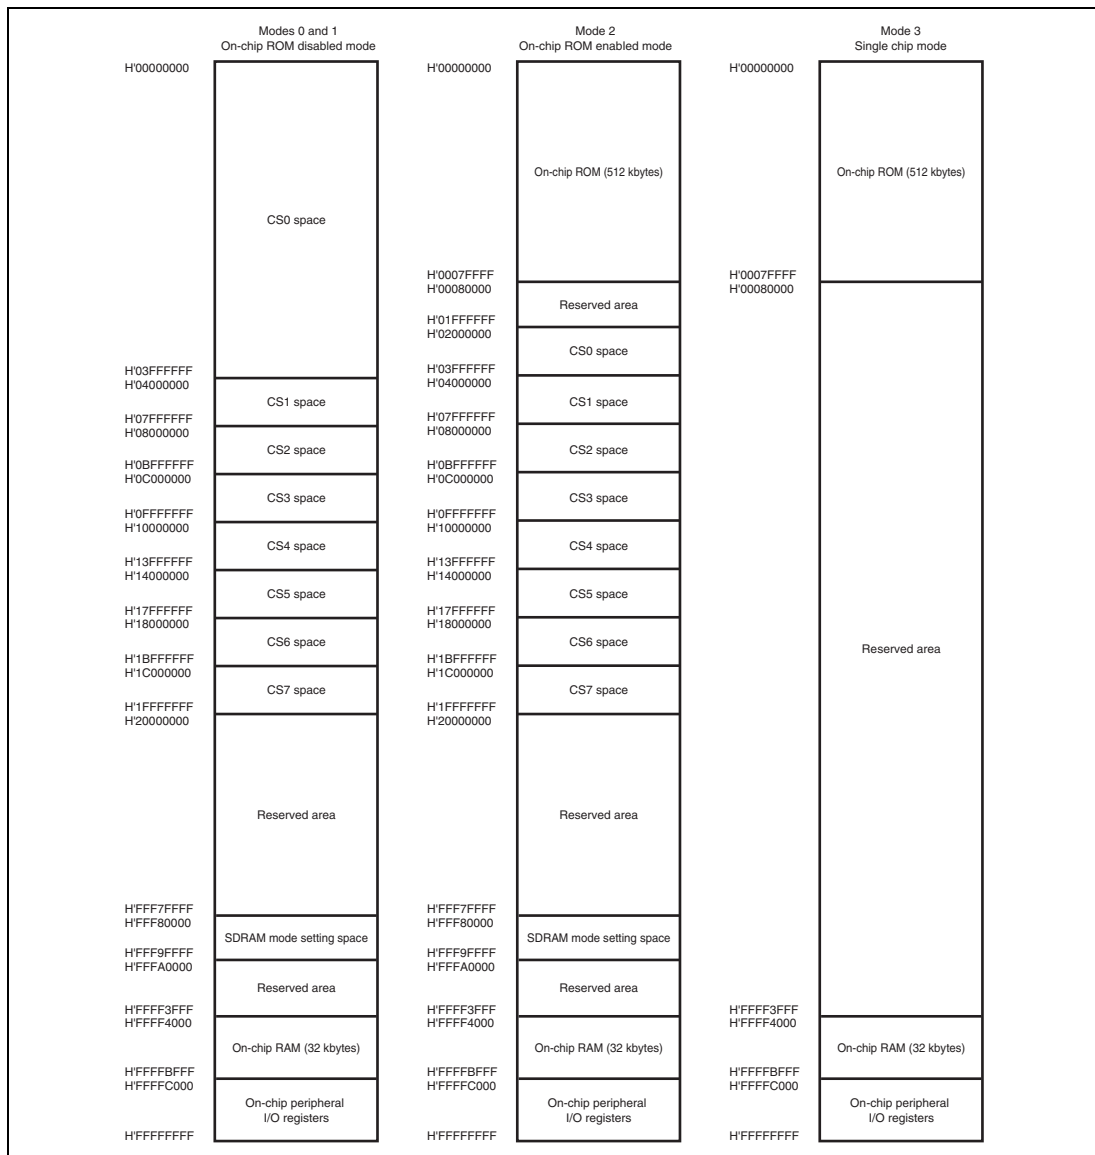 Modes 0 and 1
On-chip ROM disabled mode
H'00000000
CS0 space
H'03FFFFFF
H'04000000
CS1 space
H'07FFFFFF
H'08000000
CS2 space
H'0BFFFFFF
H'0C000000
CS3 space
H'0FFFFFFF
H'10000000
CS4 space
H'13FFFFFF
H'14000000
CS5 space
H'17FFFFFF
H'18000000
CS6 space
H'1BFFFFFF
H'1C000000
CS7 space
H'1FFFFFFF
H'20000000
Reserved area
H'FFF7FFFF
H'FFF80000
SDRAM mode setting space
H'FFF9FFFF
H'FFFA0000
Reserved area
H'FFFF3FFF
H'FFFF4000
On-chip RAM (32 kbytes)
H'FFFFBFFF
H'FFFFC000
On-chip peripheral
I/O registers
H'FFFFFFFF
Mode 2
On-chip ROM enabled mode
H'00000000
On-chip ROM (512 kbytes)
H'0007FFFF
H'00080000
Reserved area
H'01FFFFFF
H'02000000
CS0 space
H'03FFFFFF
H'04000000
CS1 space
H'07FFFFFF
H'08000000
CS2 space
H'0BFFFFFF
H'0C000000
CS3 space
H'0FFFFFFF
H'10000000
CS4 space
H'13FFFFFF
H'14000000
CS5 space
H'17FFFFFF
H'18000000
CS6 space
H'1BFFFFFF
H'1C000000
CS7 space
H'1FFFFFFF
H'20000000
Reserved area
H'FFF7FFFF
H'FFF80000
SDRAM mode setting space
H'FFF9FFFF
H'FFFA0000
Reserved area
H'FFFF3FFF
H'FFFF4000
On-chip RAM (32 kbytes)
H'FFFFBFFF
H'FFFFC000
On-chip peripheral
I/O registers
H'FFFFFFFF
Mode 3
Single chip mode
H'00000000
On-chip ROM (512 kbytes)
H'0007FFFF
H'00080000
Reserved area
H'FFFF3FFF
H'FFFF4000
On-chip RAM (32 kbytes)
H'FFFFBFFF
H'FFFFC000
On-chip peripheral
I/O registers
H'FFFFFFFF